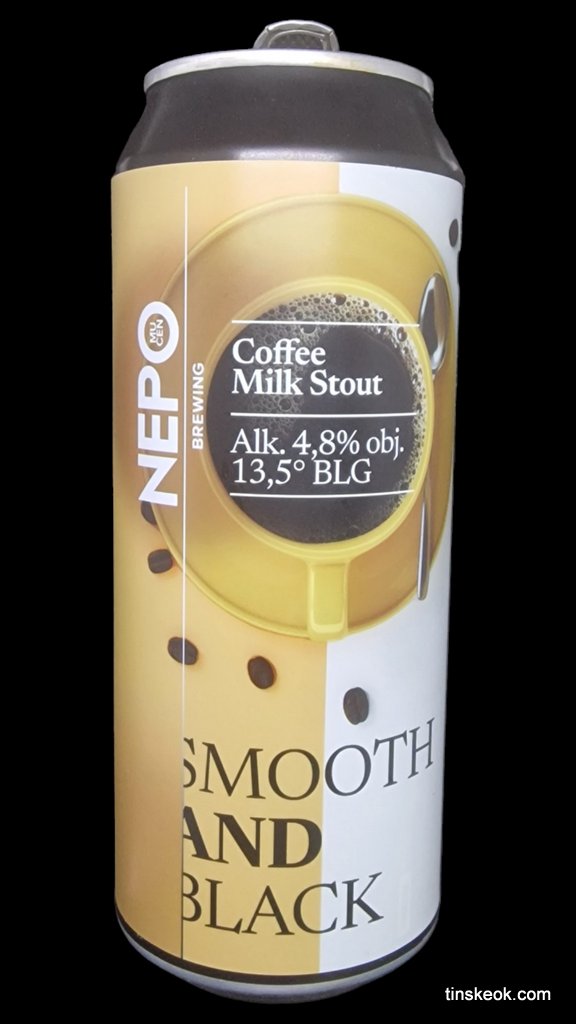 NEPO
MU
CEN
BREWING
Coffee
Milk Stout
Alk. 4,8% obj.
13,5° BLG
SMOOTH
AND
BLACK
tinskeok.com